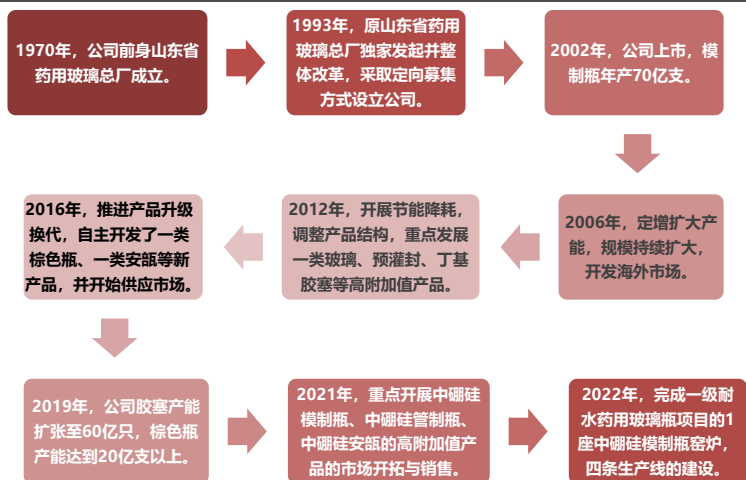 1970年，公司前身山东省
药用玻璃总厂成立。
1993年，原山东省药用
玻璃总厂独家发起并整
体改革，采取定向募集
方式设立公司。
2002年，公司上市，模
制瓶年产70亿支。
2006年，定增扩大产
能，规模持续扩大，
开发海外市场。
2012年，开展节能降耗，
调整产品结构，重点发展
一类玻璃、预灌封、丁基
胶塞等高附加值产品。
2016年，推进产品升级
换代，自主开发了一类
棕色瓶、一类安瓿等新
产品，并开始供应市场。
2019年，公司胶塞产能
扩张至60亿只，棕色瓶
产能达到20亿支以上。
2021年，重点开展中硼硅
模制瓶、中硼硅管制瓶、
中硼硅安瓿的高附加值产
品的市场开拓与销售。
2022年，完成一级耐
水药用玻璃瓶项目的1
座中硼硅模制瓶窑炉，
四条生产线的建设。